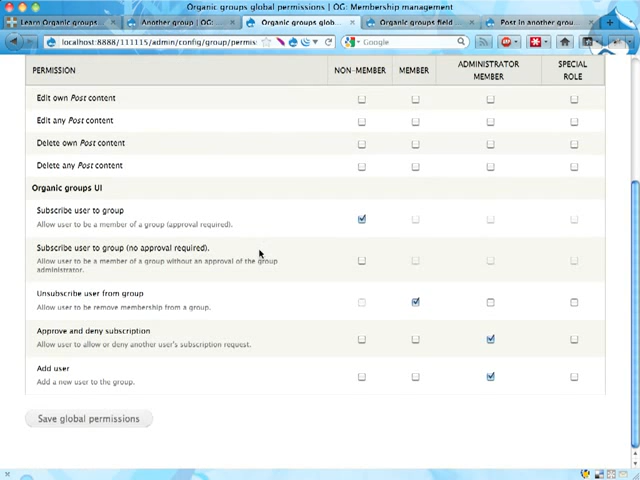 Organic groups global permissions | OG: Membership management
Learn Organic groups
Another group | OG:...
Organic groups glob...
Organic groups field
Post in another grou...
localhost:8888/111115/admin/config/group/permis
Google
PERMISSION
NON-MEMBER
MEMBER
ADMINISTRATOR
MEMBER
SPECIAL
ROLE
Edit own Post content
Edit any Post content
Delete own Post content
Delete any Post content
Organic groups UI
Subscribe user to group
Allow user to be a member of a group (approval required).
Subscribe user to group (no approval required).
Allow user to be a member of a group without an approval of the group
administrator.
Unsubscribe user from group
Allow user to be remove membership from a group.
Approve and deny subscription
Allow user to allow or deny another user's subscription request.
Add user
Add a new user to the group.
Save global permissions